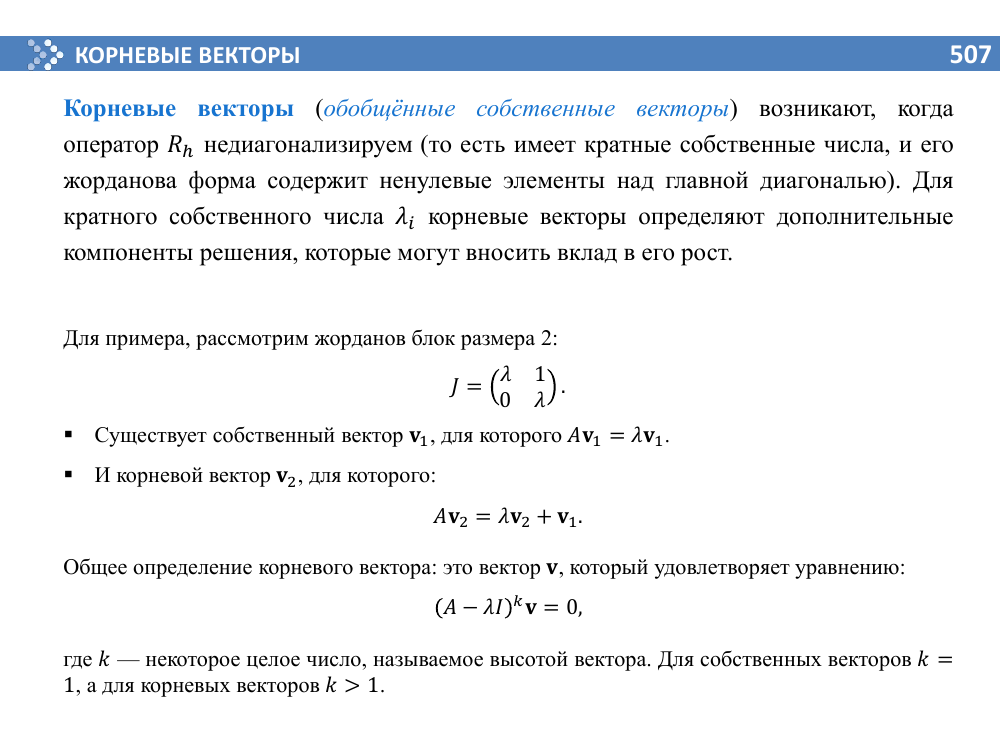 КОРНЕВЫЕ ВЕКТОРЫ 507
Корневые векторы (обобщённые собственные векторы) возникают, когда
оператор $R_h$ недиагонализируем (то есть имеет кратные собственные числа, и его
жорданова форма содержит ненулевые элементы над главной диагональю). Для
кратного собственного числа $\lambda_i$ корневые векторы определяют дополнительные
компоненты решения, которые могут вносить вклад в его рост.
Для примера, рассмотрим жорданов блок размера 2:
$J = \begin{pmatrix} \lambda & 1 \\ 0 & \lambda \end{pmatrix}.$
▪ Существует собственный вектор $\mathbf{v}_1$, для которого $A\mathbf{v}_1 = \lambda\mathbf{v}_1$.
▪ И корневой вектор $\mathbf{v}_2$, для которого:
$A\mathbf{v}_2 = \lambda\mathbf{v}_2 + \mathbf{v}_1.$
Общее определение корневого вектора: это вектор $\mathbf{v}$, который удовлетворяет уравнению:
$(A - \lambda I)^k \mathbf{v} = 0,$
где $k$ — некоторое целое число, называемое высотой вектора. Для собственных векторов $k =$
$1$, а для корневых векторов $k > 1$.